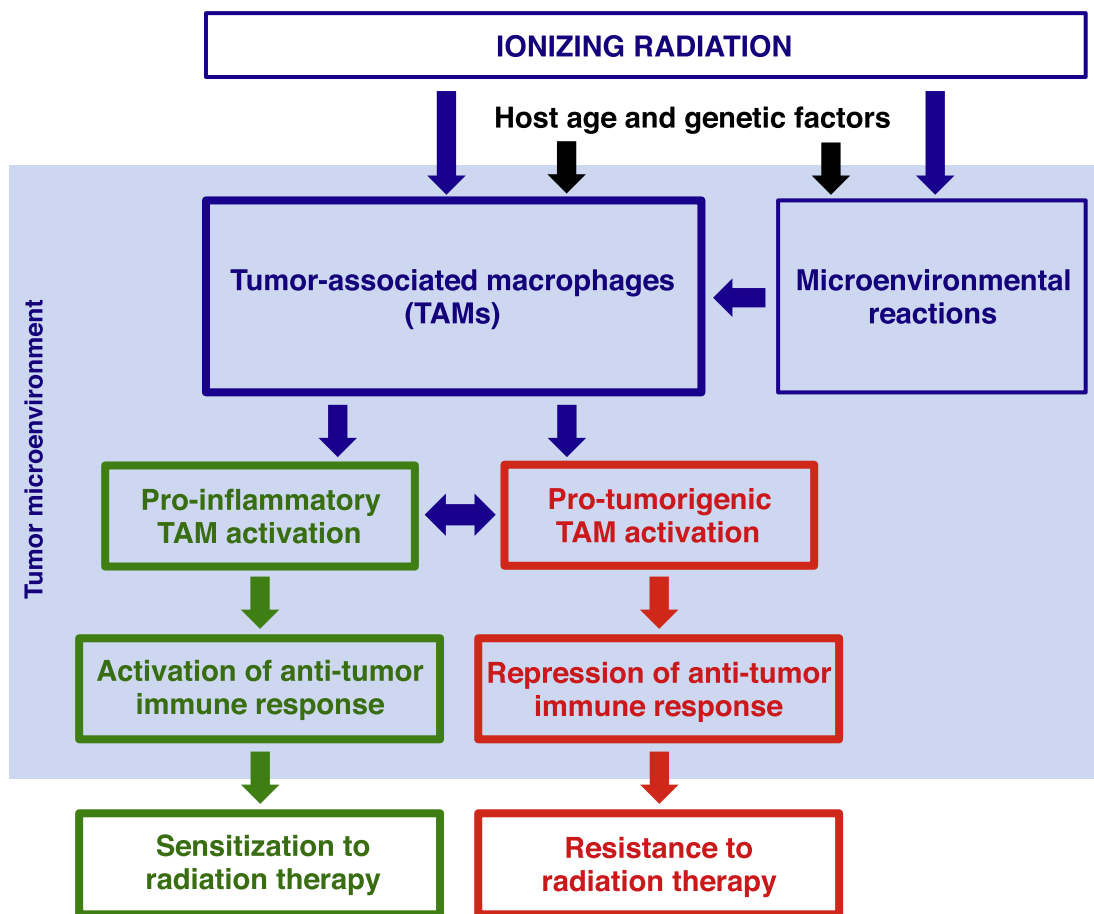 IONIZING RADIATION
Host age and genetic factors
Tumor microenvironment
Tumor-associated macrophages
(TAMs)
Microenvironmental
reactions
Pro-inflammatory
TAM activation
Pro-tumorigenic
TAM activation
Activation of anti-tumor
immune response
Repression of anti-tumor
immune response
Sensitization to
radiation therapy
Resistance to
radiation therapy